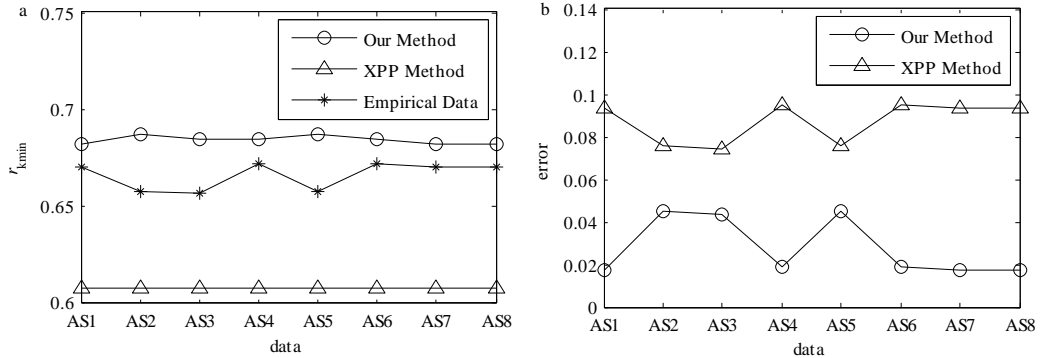 a
0.75
0.7
0.65
0.6
r_kmin
Our Method
XPP Method
Empirical Data
AS1 AS2 AS3 AS4 AS5 AS6 AS7 AS8
data
b
0.14
0.12
0.1
0.08
0.06
0.04
0.02
0
error
Our Method
XPP Method
AS1 AS2 AS3 AS4 AS5 AS6 AS7 AS8
data